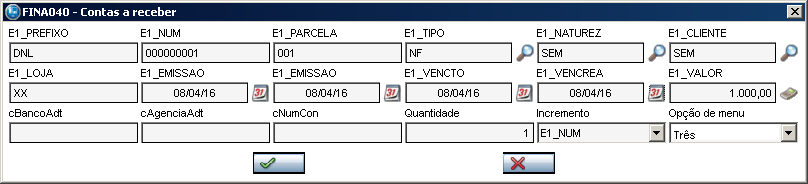 FINA040 - Contas a receber
E1_PREFIXO E1_NUM E1_PARCELA E1_TIPO E1_NATUREZ E1_CLIENTE
DNL 000000001 001 NF SEM SEM
E1_LOJA E1_EMISSAO E1_EMISSAO E1_VENCTO E1_VENCREA E1_VALOR
XX 08/04/16 08/04/16 08/04/16 08/04/16 1.000,00
cBancoAdt cAgenciaAdt cNumCon Quantidade Incremento Opção de menu
1 E1_NUM Três